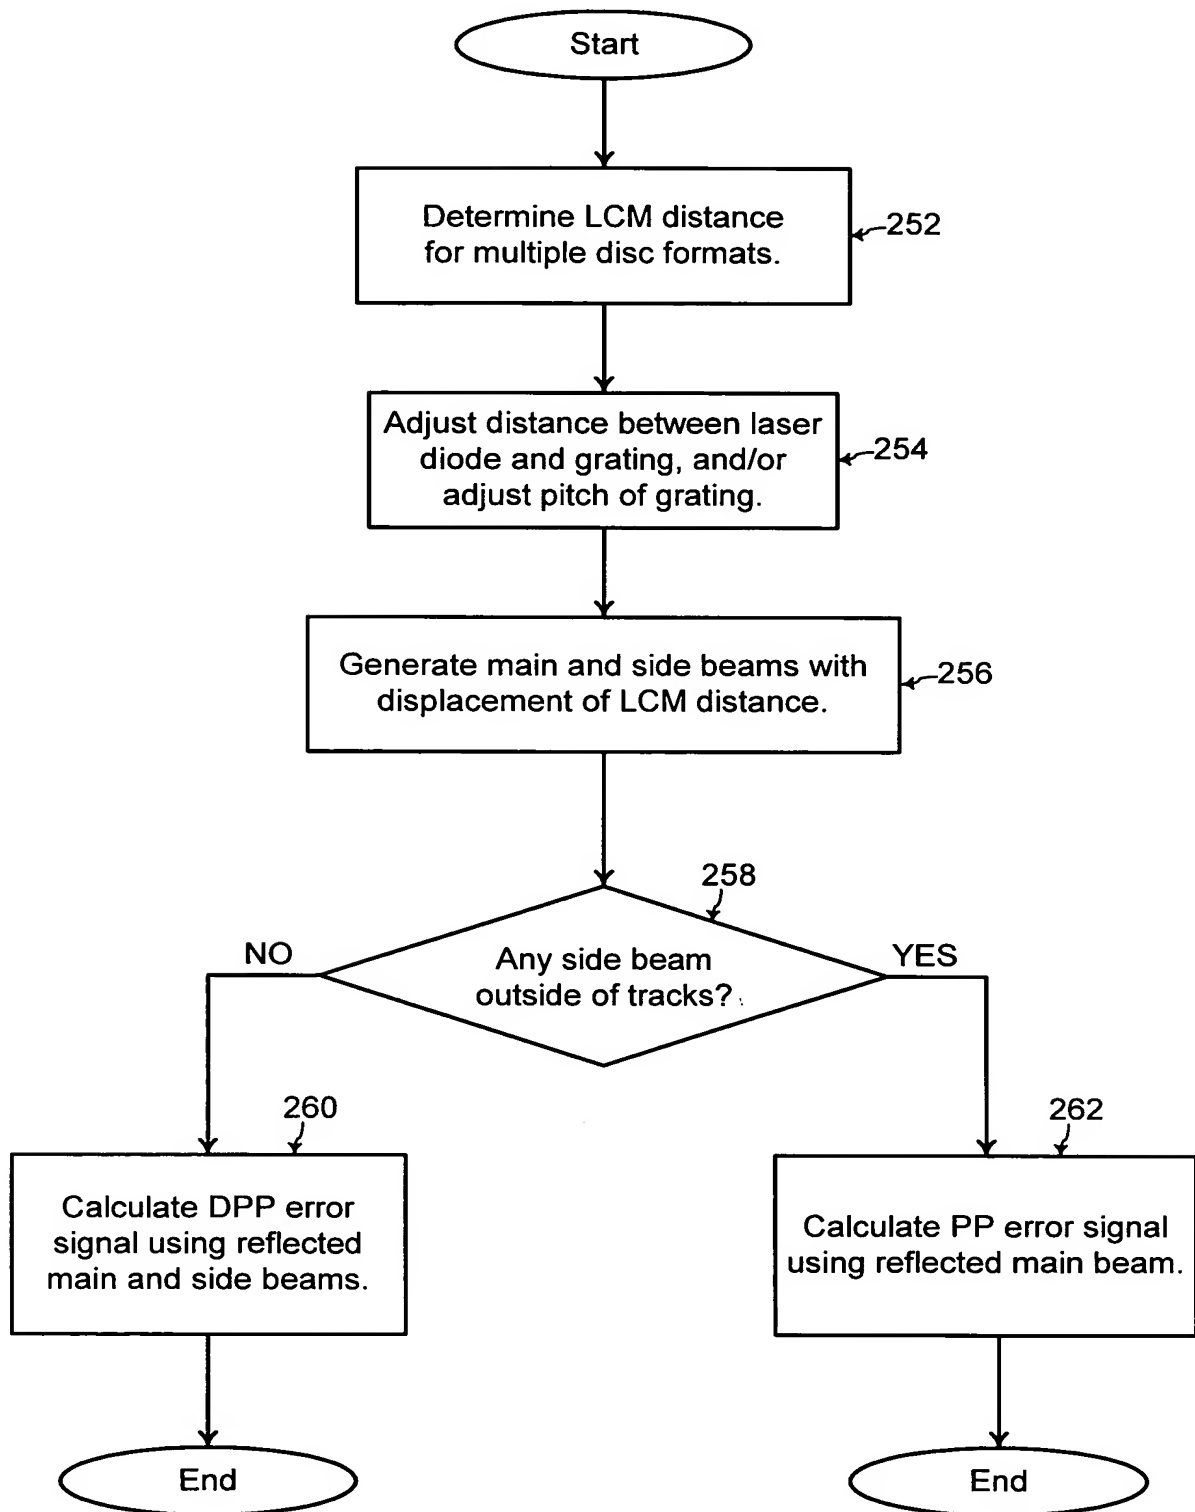 Start
Determine LCM distance
for multiple disc formats.
252
Adjust distance between laser
diode and grating, and/or
adjust pitch of grating.
254
Generate main and side beams with
displacement of LCM distance.
256
258
NO
YES
Any side beam
outside of tracks?
260
262
Calculate DPP error
signal using reflected
main and side beams.
Calculate PP error signal
using reflected main beam.
End
End